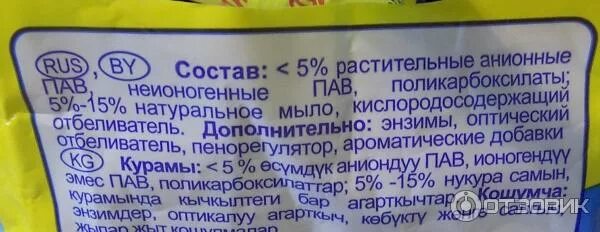 RUS, BY Состав: < 5% растительные анионные
ПАВ, неионогенные ПАВ, поликарбоксилаты;
5%-15% натуральное мыло, кислородосодержащий
отбеливатель. Дополнительно: энзимы, оптический
отбеливатель, пенорегулятор, ароматические добавки
KG Курамы: < 5 % өсүмдүк аниондуу ПАВ, ионогендүү
эмес ПАВ, поликарбоксилаттар; 5% -15% нукура самын,
курамында кычкылтеги бар агарткычтар. Кошумча:
энзимдер, оптикалуу агарткыч, көбүктү жөнгө
жыт кошулмалар
ОТЗОВИК